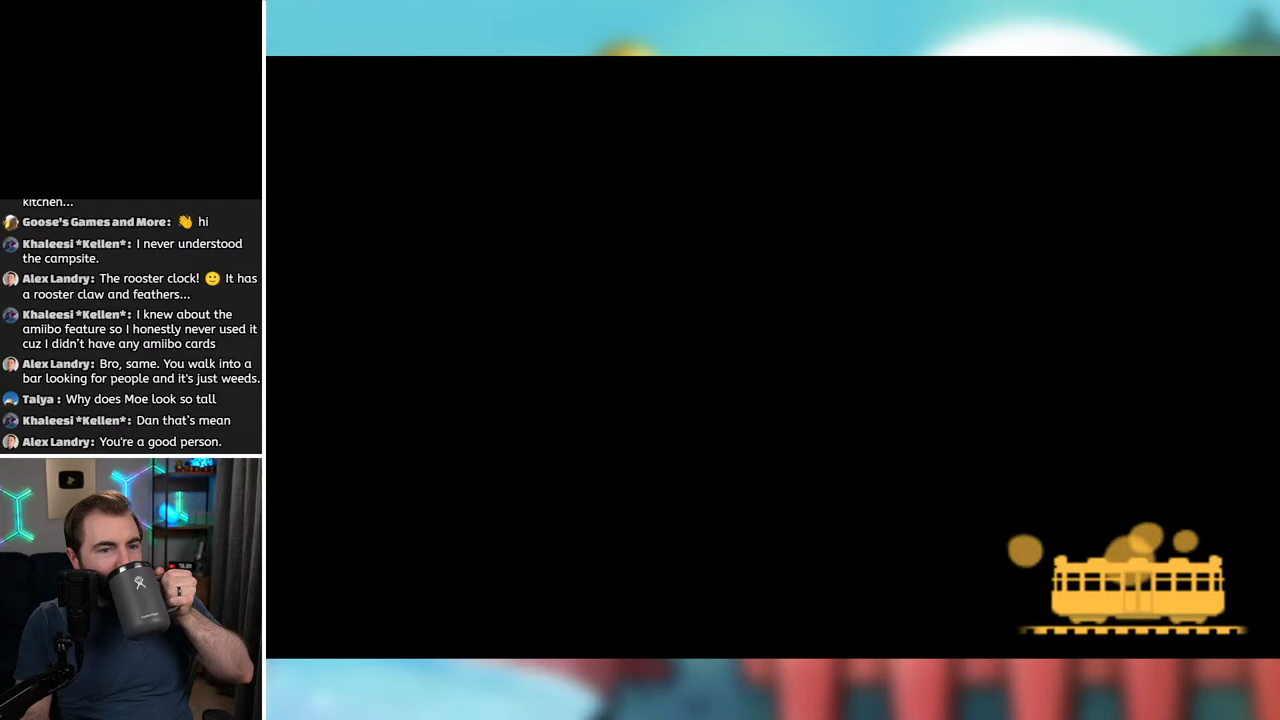 kitchen...
Goose's Games and More: 👋 hi
Khaleesi *Kellen*: I never understood
the campsite.
Alex Landry: The rooster clock! 🙂 It has
a rooster claw and feathers...
Khaleesi *Kellen*: I knew about the
amiibo feature so I honestly never used it
cuz I didn't have any amiibo cards
Alex Landry: Bro, same. You walk into a
bar looking for people and it's just weeds.
Talya : Why does Moe look so tall
Khaleesi *Kellen*: Dan that's mean
Alex Landry: You're a good person.